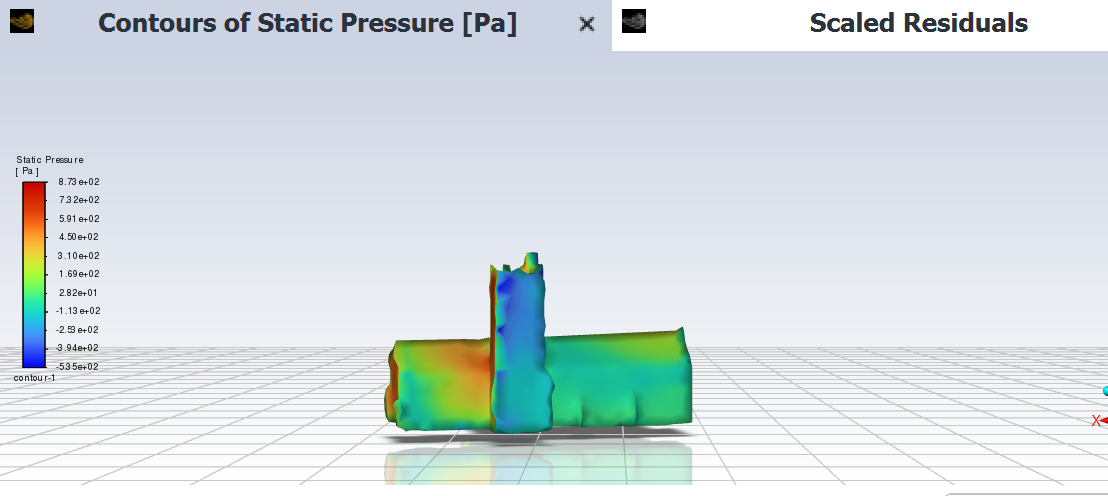 Contours of Static Pressure [Pa]
Scaled Residuals
Static Pressure
[ Pa ]
8.73e+02
7.32e+02
5.91e+02
4.50e+02
3.10e+02
1.69e+02
2.82e+01
-1.13e+02
-2.53e+02
-3.94e+02
-5.35e+02
contour-1
X